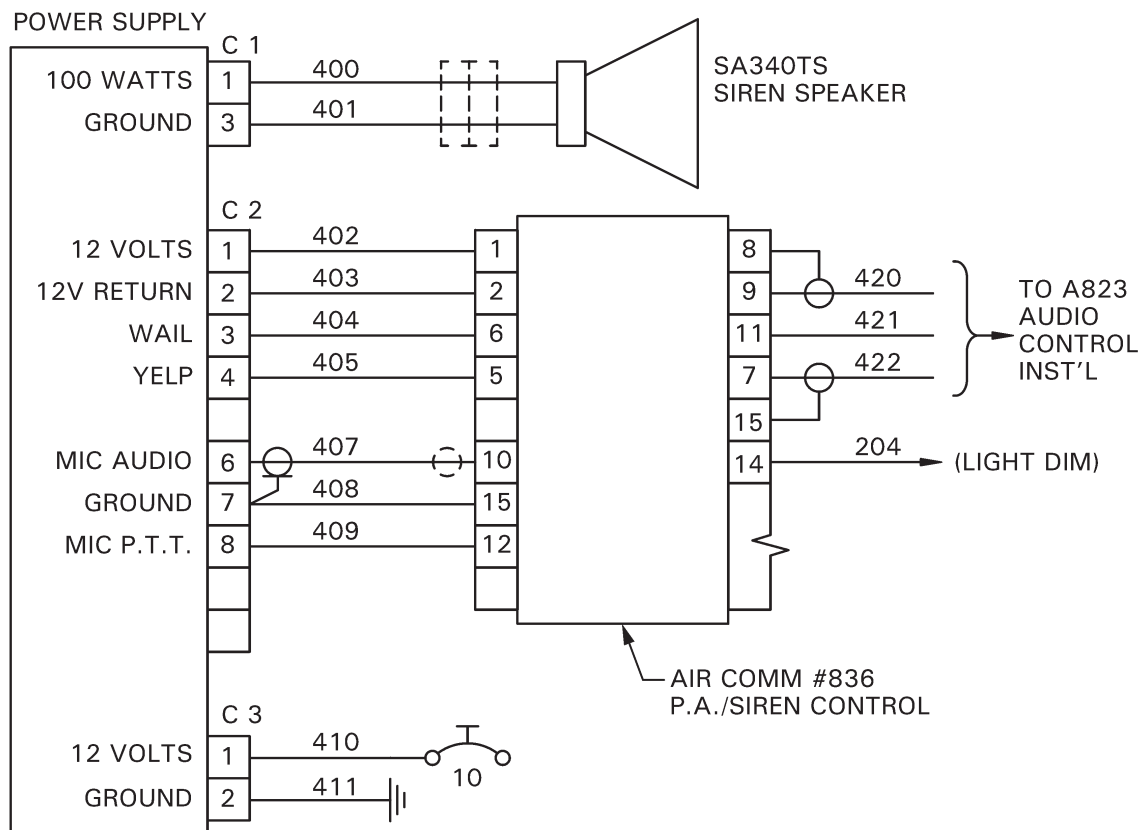 POWER SUPPLY
C 1
100 WATTS 1 400
GROUND 3 401
SA340TS
SIREN SPEAKER
C 2
12 VOLTS 1 402 1
12V RETURN 2 403 2
WAIL 3 404 6
YELP 4 405 5
MIC AUDIO 6 407 10
GROUND 7 408 15
MIC P.T.T. 8 409 12
8
9 420
11 421
7 422
15
14 204 (LIGHT DIM)
TO A823
AUDIO
CONTROL
INST'L
AIR COMM #836
P.A./SIREN CONTROL
C 3
12 VOLTS 1 410 10
GROUND 2 411